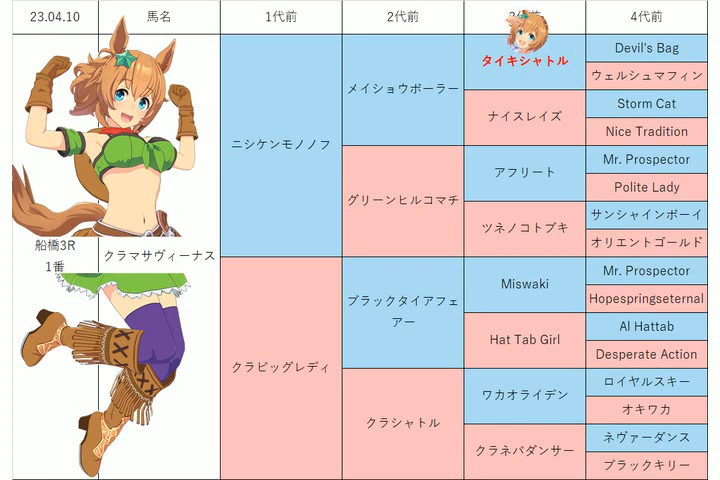 23.04.10
馬名
1代前
2代前
4代前
船橋3R
1番
クラマサヴィーナス
ニシケンモノノフ
メイショウボーラー
タイキシャトル
Devil's Bag
ウェルシュマフィン
ナイスレイズ
Storm Cat
Nice Tradition
グリーンヒルコマチ
アフリート
Mr. Prospector
Polite Lady
ツネノコトブキ
サンシャインボーイ
オリエントゴールド
クラビッグレディ
ブラックタイアフェ
アー
Miswaki
Mr. Prospector
Hopespringseternal
Hat Tab Girl
Al Hattab
Desperate Action
クラシャトル
ワカオライデン
ロイヤルスキー
オキワカ
クラネバダンサー
ネヴァーダンス
ブラックキリー